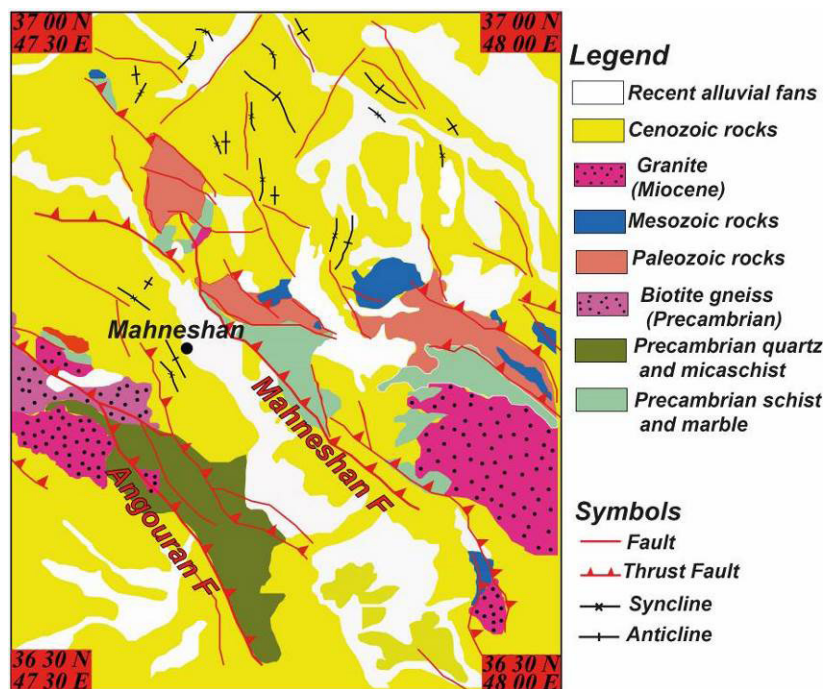 37 00 N
47 30 E
37 00 N
48 00 E
Mahneshan
Mahneshan F
Angouran F
36 30 N
47 30 E
36 30 N
48 00 E
Legend
Recent alluvial fans
Cenozoic rocks
Granite
(Miocene)
Mesozoic rocks
Paleozoic rocks
Biotite gneiss
(Precambrian)
Precambrian quartz
and micaschist
Precambrian schist
and marble
Symbols
Fault
Thrust Fault
Syncline
Anticline